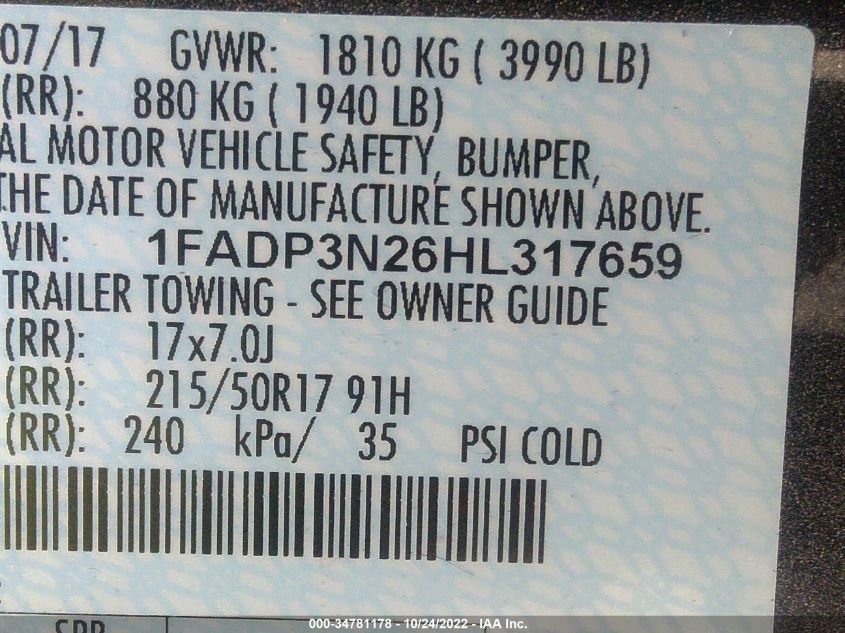 07/17 GVWR: 1810 KG ( 3990 LB)
(RR): 880 KG ( 1940 LB)
AL MOTOR VEHICLE SAFETY, BUMPER,
THE DATE OF MANUFACTURE SHOWN ABOVE.
VIN: 1FADP3N26HL317659
TRAILER TOWING - SEE OWNER GUIDE
(RR): 17x7.0J
(RR): 215/50R17 91H
(RR): 240 kPa/ 35 PSI COLD
000-34781178 - 10/24/2022 - IAA Inc.